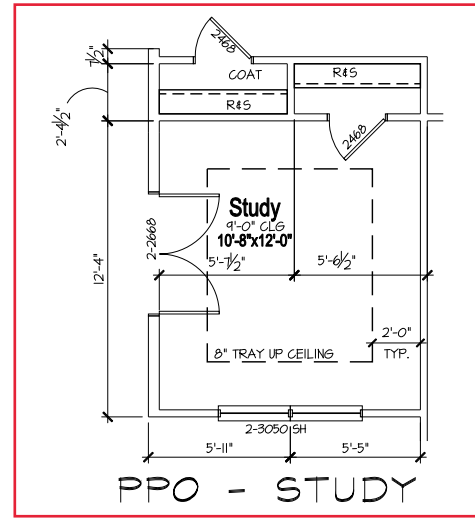 2468
7 1/2"
COAT
R&S
R&S
2'-4 1/2"
2468
Study
9'-0" CLG
10'-8"x12'-0"
2-2668
5'-7 1/2"
5'-6 1/2"
12'-4"
2'-0"
8" TRAY UP CEILING
TYP.
2-3050 SH
5'-11"
5'-5"
PPO - STUDY